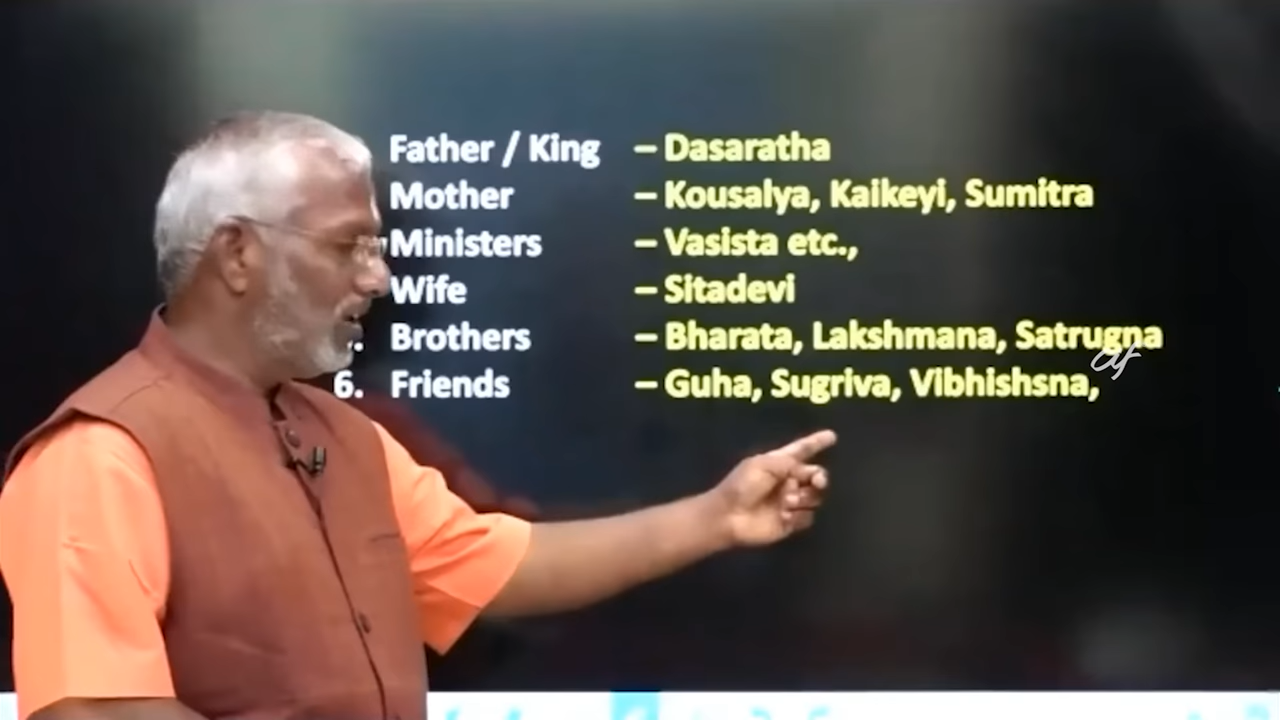 Father / King – Dasaratha
Mother – Kousalya, Kaikeyi, Sumitra
Ministers – Vasista etc.,
Wife – Sitadevi
. Brothers – Bharata, Lakshmana, Satrugna
6. Friends – Guha, Sugriva, Vibhishsna,